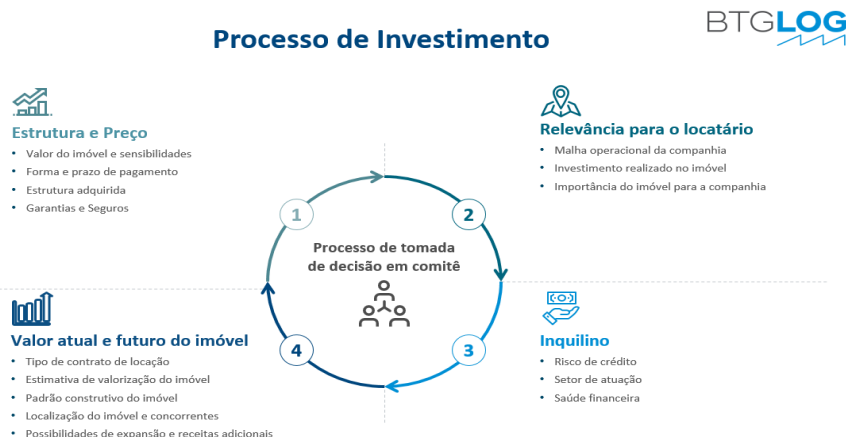 BTGLOG
Processo de Investimento
Estrutura e Preço
• Valor do imóvel e sensibilidades
• Forma e prazo de pagamento
• Estrutura adquirida
• Garantias e Seguros
Relevância para o locatário
• Malha operacional da companhia
• Investimento realizado no imóvel
• Importância do imóvel para a companhia
1
2
Processo de tomada
de decisão em comitê
4
3
Valor atual e futuro do imóvel
• Tipo de contrato de locação
• Estimativa de valorização do imóvel
• Padrão construtivo do imóvel
• Localização do imóvel e concorrentes
• Possibilidades de expansão e receitas adicionais
Inquilino
• Risco de crédito
• Setor de atuação
• Saúde financeira